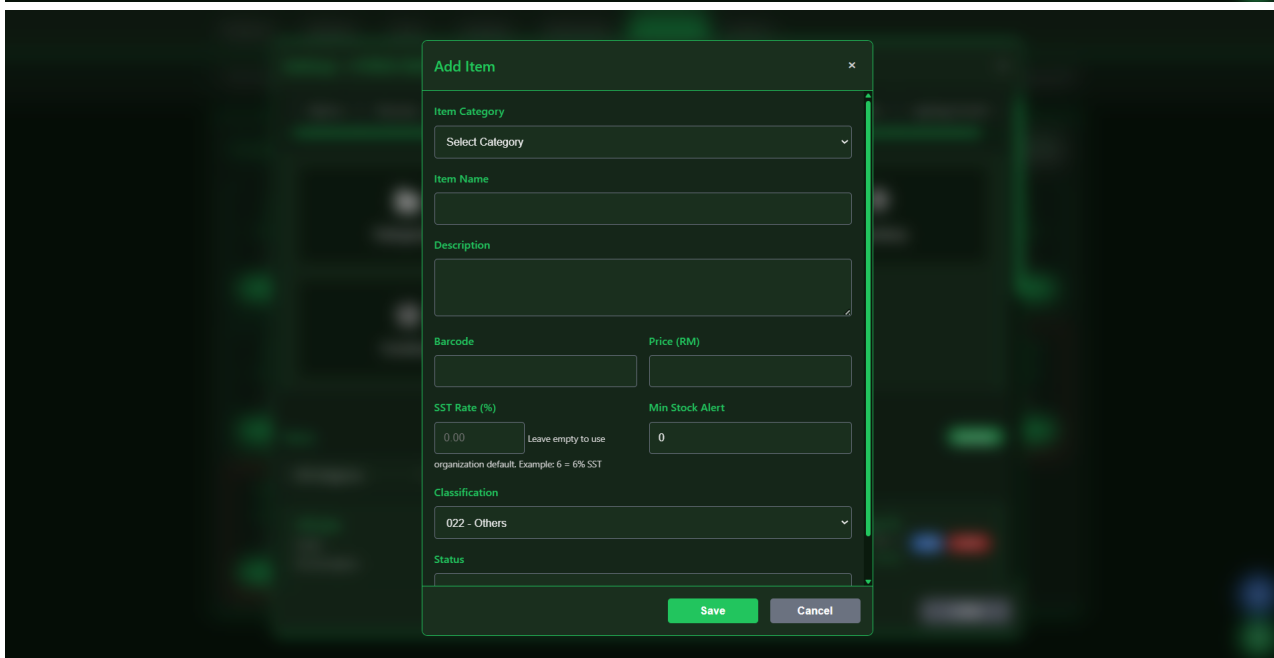 Add Item
×
Item Category
Select Category
Item Name
Description
Barcode
Price (RM)
SST Rate (%)
Min Stock Alert
0.00
Leave empty to use
0
organization default. Example: 6 = 6% SST
Classification
022 - Others
Status
Save
Cancel